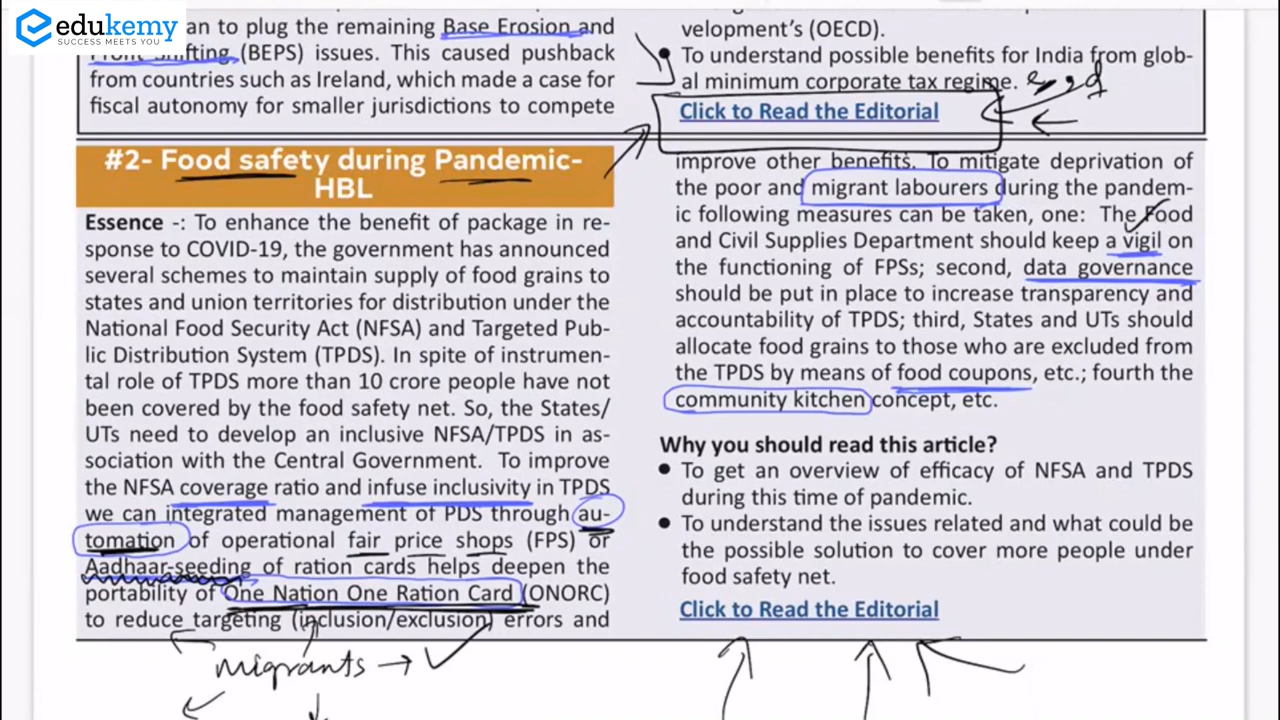 edukemy
SUCCESS MEETS YOU
an to plug the remaining Base Erosion and
Profit Shifting (BEPS) issues. This caused pushback
from countries such as Ireland, which made a case for
fiscal autonomy for smaller jurisdictions to compete
velopment's (OECD).
• To understand possible benefits for India from glob-
al minimum corporate tax regime.
Click to Read the Editorial
#2- Food safety during Pandemic-
HBL
Essence -: To enhance the benefit of package in re-
sponse to COVID-19, the government has announced
several schemes to maintain supply of food grains to
states and union territories for distribution under the
National Food Security Act (NFSA) and Targeted Pub-
lic Distribution System (TPDS). In spite of instrumen-
tal role of TPDS more than 10 crore people have not
been covered by the food safety net. So, the States/
UTs need to develop an inclusive NFSA/TPDS in as-
sociation with the Central Government. To improve
the NFSA coverage ratio and infuse inclusivity in TPDS
we can integrated management of PDS through au-
tomation of operational fair price shops (FPS) or
Aadhaar-seeding of ration cards helps deepen the
portability of One Nation One Ration Card (ONORC)
to reduce targeting (inclusion/exclusion) errors and
migrants
improve other benefits. To mitigate deprivation of
the poor and migrant labourers during the pandem-
ic following measures can be taken, one: The Food
and Civil Supplies Department should keep a vigil on
the functioning of FPSs; second, data governance
should be put in place to increase transparency and
accountability of TPDS; third, States and UTs should
allocate food grains to those who are excluded from
the TPDS by means of food coupons, etc.; fourth the
community kitchen concept, etc.
Why you should read this article?
• To get an overview of efficacy of NFSA and TPDS
during this time of pandemic.
• To understand the issues related and what could be
the possible solution to cover more people under
food safety net.
Click to Read the Editorial